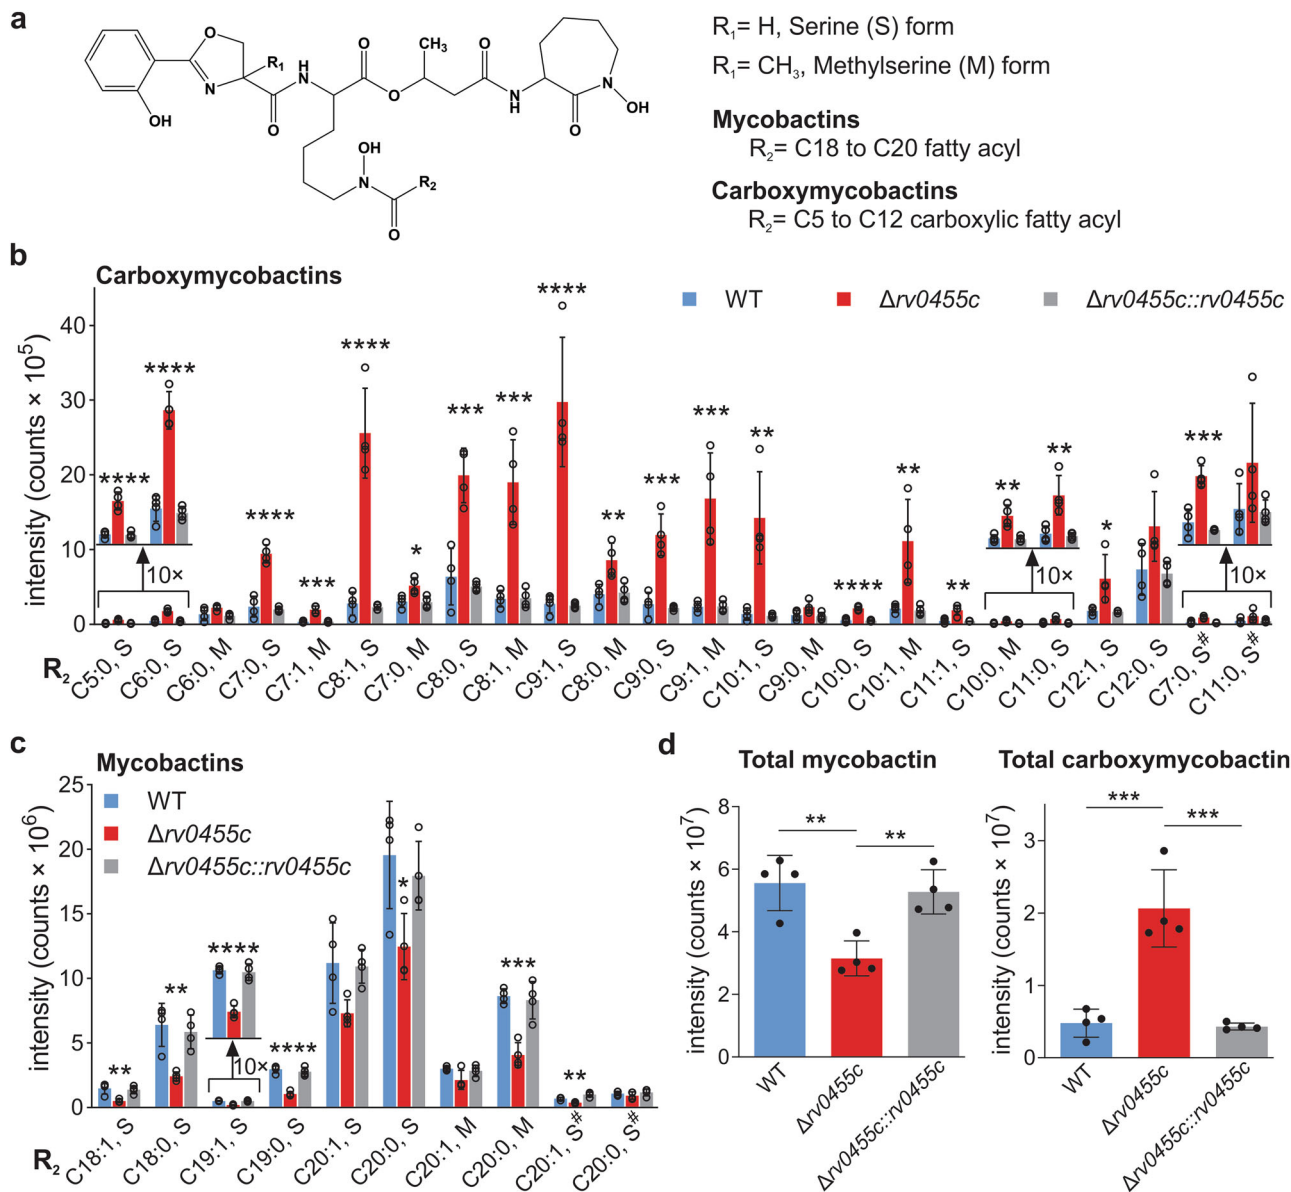 a
R1= H, Serine (S) form
R1= CH3, Methylserine (M) form
Mycobactins
R2= C18 to C20 fatty acyl
Carboxymycobactins
R2= C5 to C12 carboxylic fatty acyl
O
N
OH
R1
H
N
O
O
O
CH3
O
N
H
O
N
OH
OH
N
R2
O
b
Carboxymycobactins
WT
Δrv0455c
Δrv0455c::rv0455c
intensity (counts × 10⁵)
40
30
20
10
0
****
****
****
***
****
*
***
***
****
**
***
***
**
****
**
**
**
**
*
***
10×
10×
10×
R2
C5:0, S
C6:0, S
C6:0, M
C7:0, S
C7:1, M
C8:1, S
C7:0, M
C8:0, S
C8:1, M
C9:1, S
C8:0, M
C9:0, S
C9:1, M
C10:1, S
C9:0, M
C10:0, S
C10:1, M
C11:1, S
C10:0, M
C11:0, S
C12:1, S
C12:0, S
C7:0, S#
C11:0, S#
c
Mycobactins
WT
Δrv0455c
Δrv0455c::rv0455c
intensity (counts × 10⁶)
25
20
15
10
5
0
**
**
****
****
*
***
**
10×
R2
C18:1, S
C18:0, S
C19:1, S
C19:0, S
C20:1, S
C20:0, S
C20:1, M
C20:0, M
C20:1, S#
C20:0, S#
d
Total mycobactin
intensity (counts × 10⁷)
8
6
4
2
0
**
**
WT
Δrv0455c
Δrv0455c::rv0455c
Total carboxymycobactin
intensity (counts × 10⁷)
3
2
1
0
***
***
WT
Δrv0455c
Δrv0455c::rv0455c